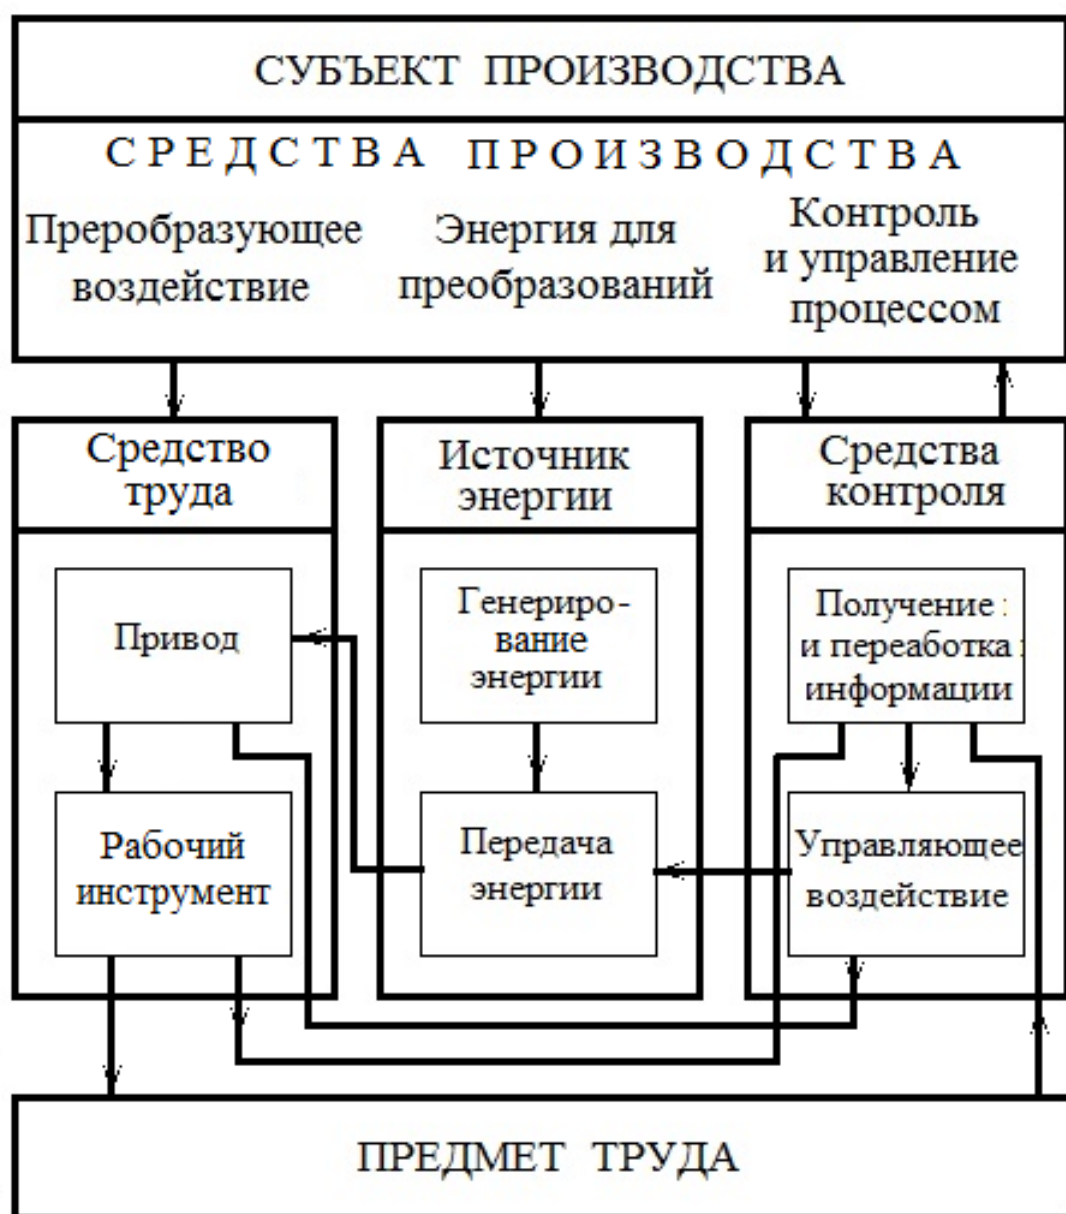 СУБЪЕКТ ПРОИЗВОДСТВА
СРЕДСТВА ПРОИЗВОДСТВА
Преробразующее
воздействие
Энергия для
преобразований
Контроль
и управление
процессом
Средство
труда
Источник
энергии
Средства
контроля
Привод
Генериро-
вание
энергии
Получение
и переаботка
информации
Рабочий
инструмент
Передача
энергии
Управляющее
воздействие
ПРЕДМЕТ ТРУДА